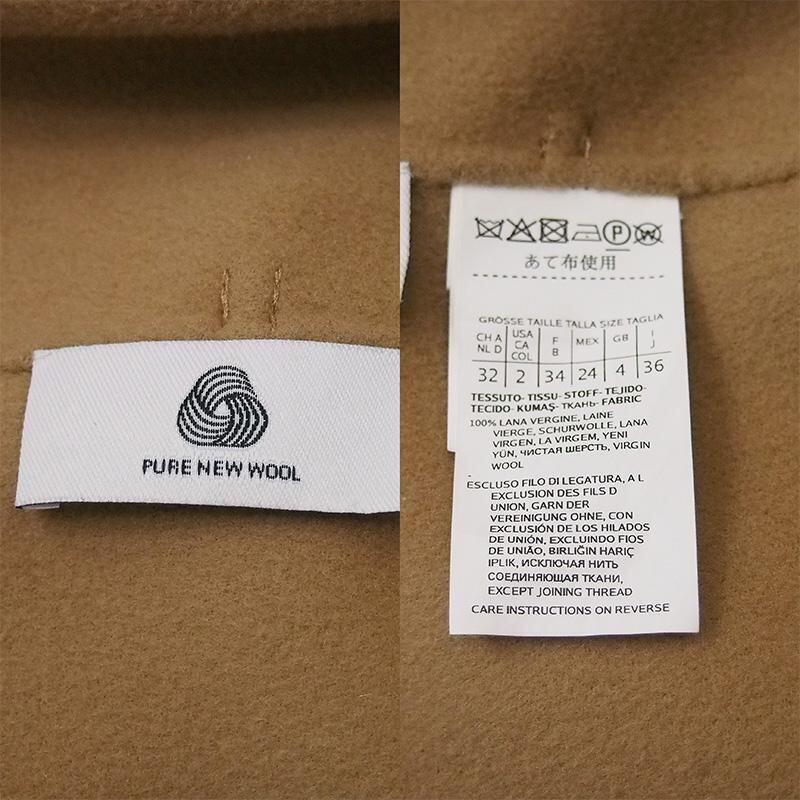 PURE NEW WOOL
P
W
あて布使用
GRÖSSE TAILLE TALLA SIZE TAGLIA
CH A NL D USA CA COL F B MEX GB I J
32 2 34 24 4 36
TESSUTO- TISSU- STOFF- TEJIDO-
TECIDO- KUMAŞ- ТКАНЬ- FABRIC
100% LANA VERGINE, LAINE
VIERGE, SCHURWOLLE, LANA
VIRGEN, LA VIRGEM, YENI
YÜN, ЧИСТАЯ ШЕРСТЬ, VIRGIN
WOOL
ESCLUSO FILO DI LEGATURA, A L
EXCLUSION DES FILS D
UNION, GARN DER
VEREINIGUNG OHNE, CON
EXCLUSIÓN DE LOS HILADOS
DE UNIÓN, EXCLUINDO FIOS
DE UNIÃO, BIRLIĞIN HARIÇ
IPLIK, ИСКЛЮЧАЯ НИТЬ
СОЕДИНЯЮЩАЯ ТКАНИ,
EXCEPT JOINING THREAD
CARE INSTRUCTIONS ON REVERSE